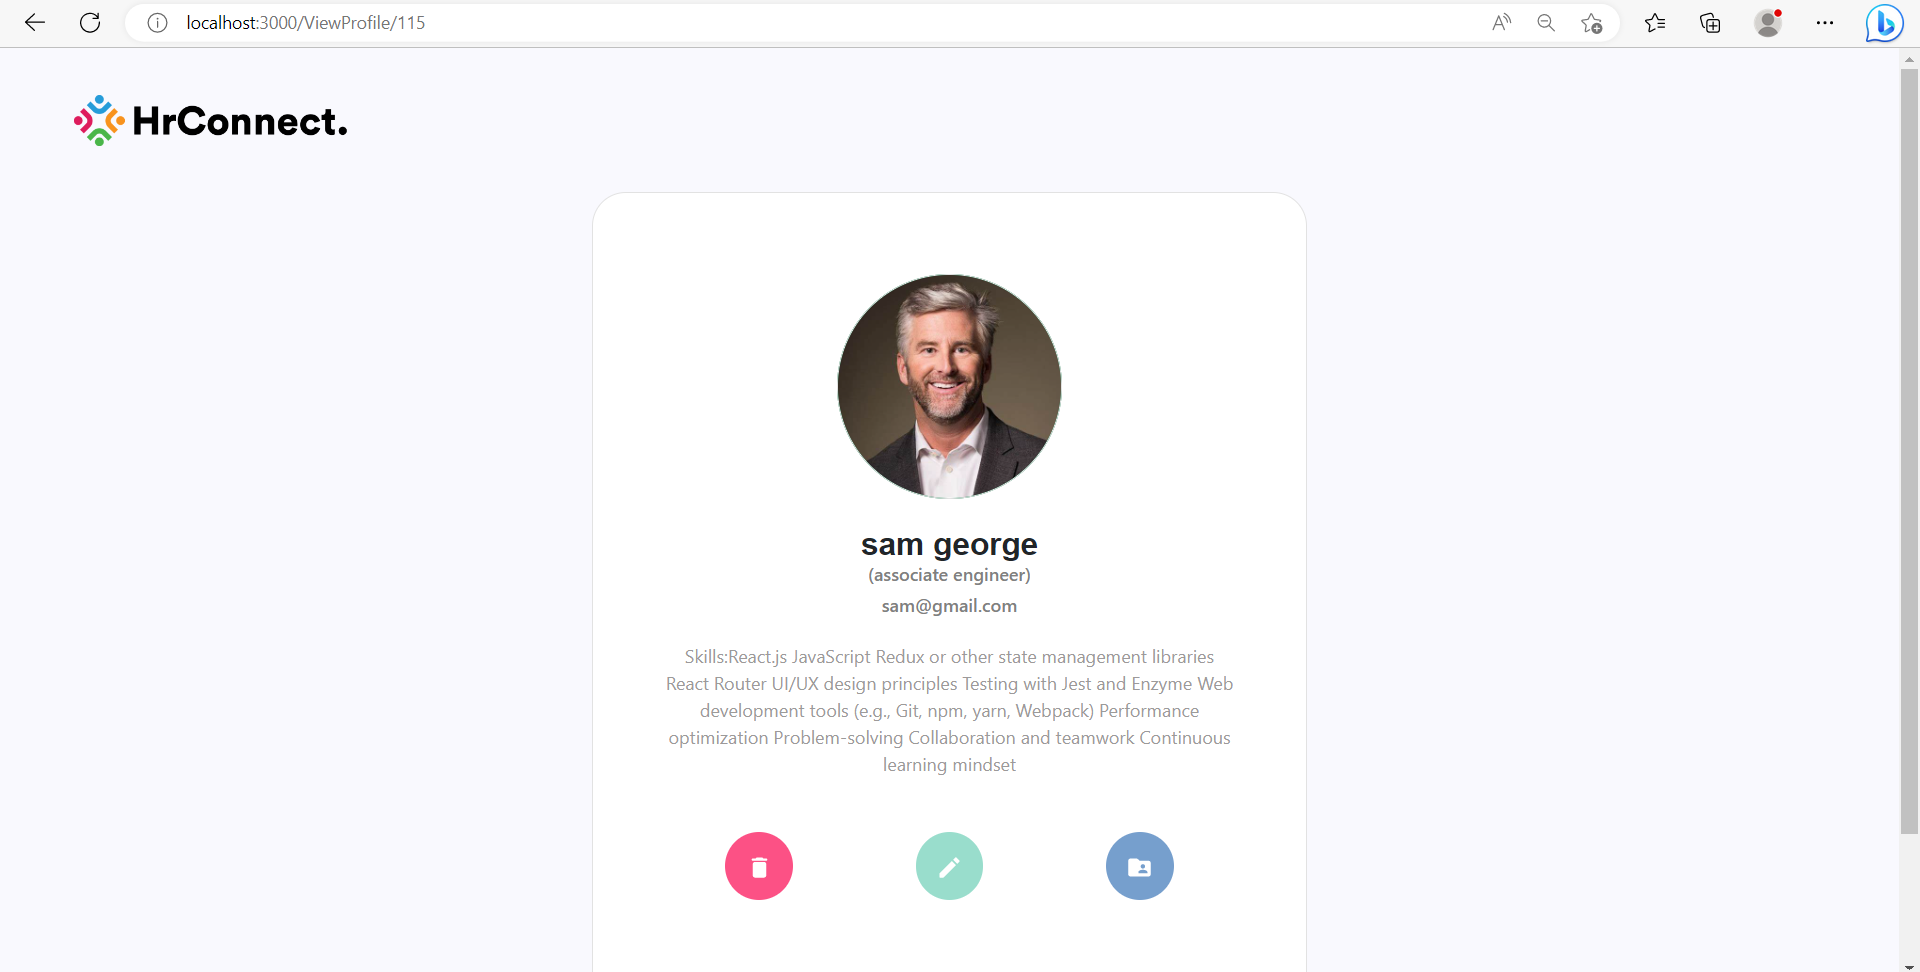 localhost:3000/ViewProfile/115
HrConnect.
sam george
(associate engineer)
sam@gmail.com
Skills:React.js JavaScript Redux or other state management libraries
React Router UI/UX design principles Testing with Jest and Enzyme Web
development tools (e.g., Git, npm, yarn, Webpack) Performance
optimization Problem-solving Collaboration and teamwork Continuous
learning mindset